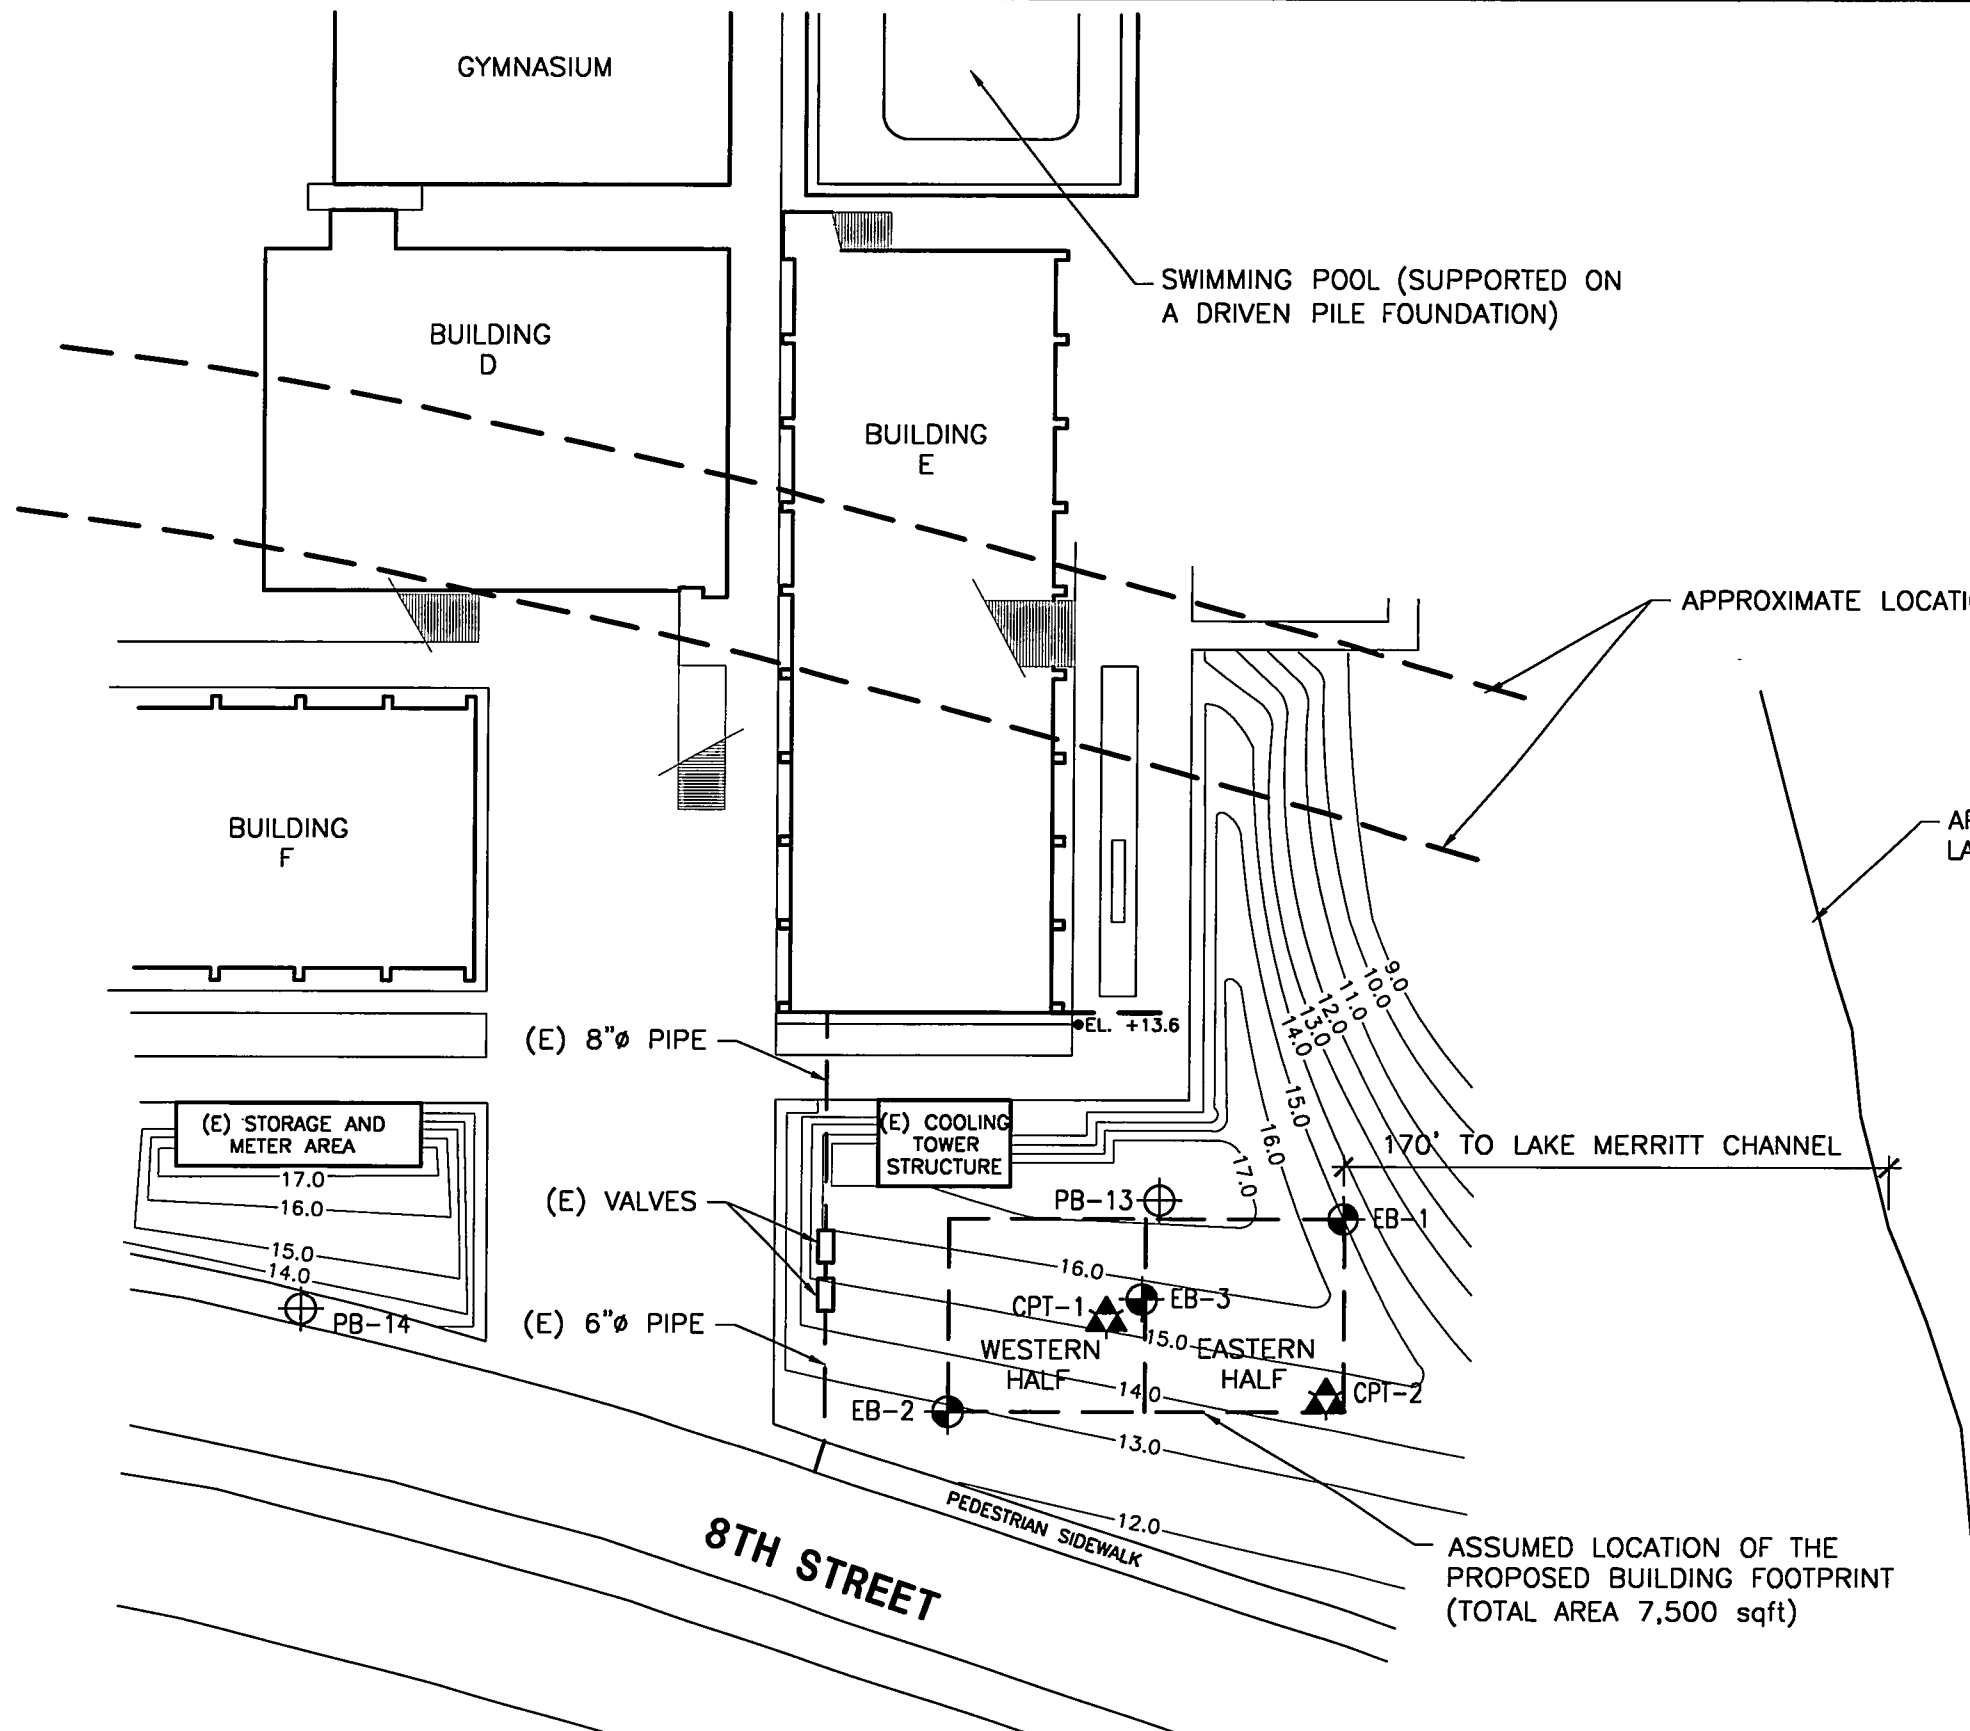 GYMNASIUM
SWIMMING POOL (SUPPORTED ON
A DRIVEN PILE FOUNDATION)
BUILDING
D
BUILDING
E
APPROXIMATE
BUILDING
F
9.0
10.0
11.0
12.0
13.0
14.0
15.0
16.0
17.0
(E) 8"ø PIPE
EL. +13.6
(E) STORAGE AND
METER AREA
17.0
16.0
15.0
14.0
(E) COOLING
TOWER
STRUCTURE
170' TO LAKE MERRITT CHANNEL
(E) VALVES
PB-13
EB-1
16.0
CPT-1
EB-3
PB-14
(E) 6"ø PIPE
15.0
WESTERN
HALF
EASTERN
HALF
14.0
CPT-2
EB-2
13.0
12.0
PEDESTRIAN SIDEWALK
8TH STREET
ASSUMED LOCATION OF THE
PROPOSED BUILDING FOOTPRINT
(TOTAL AREA 7,500 sqft)